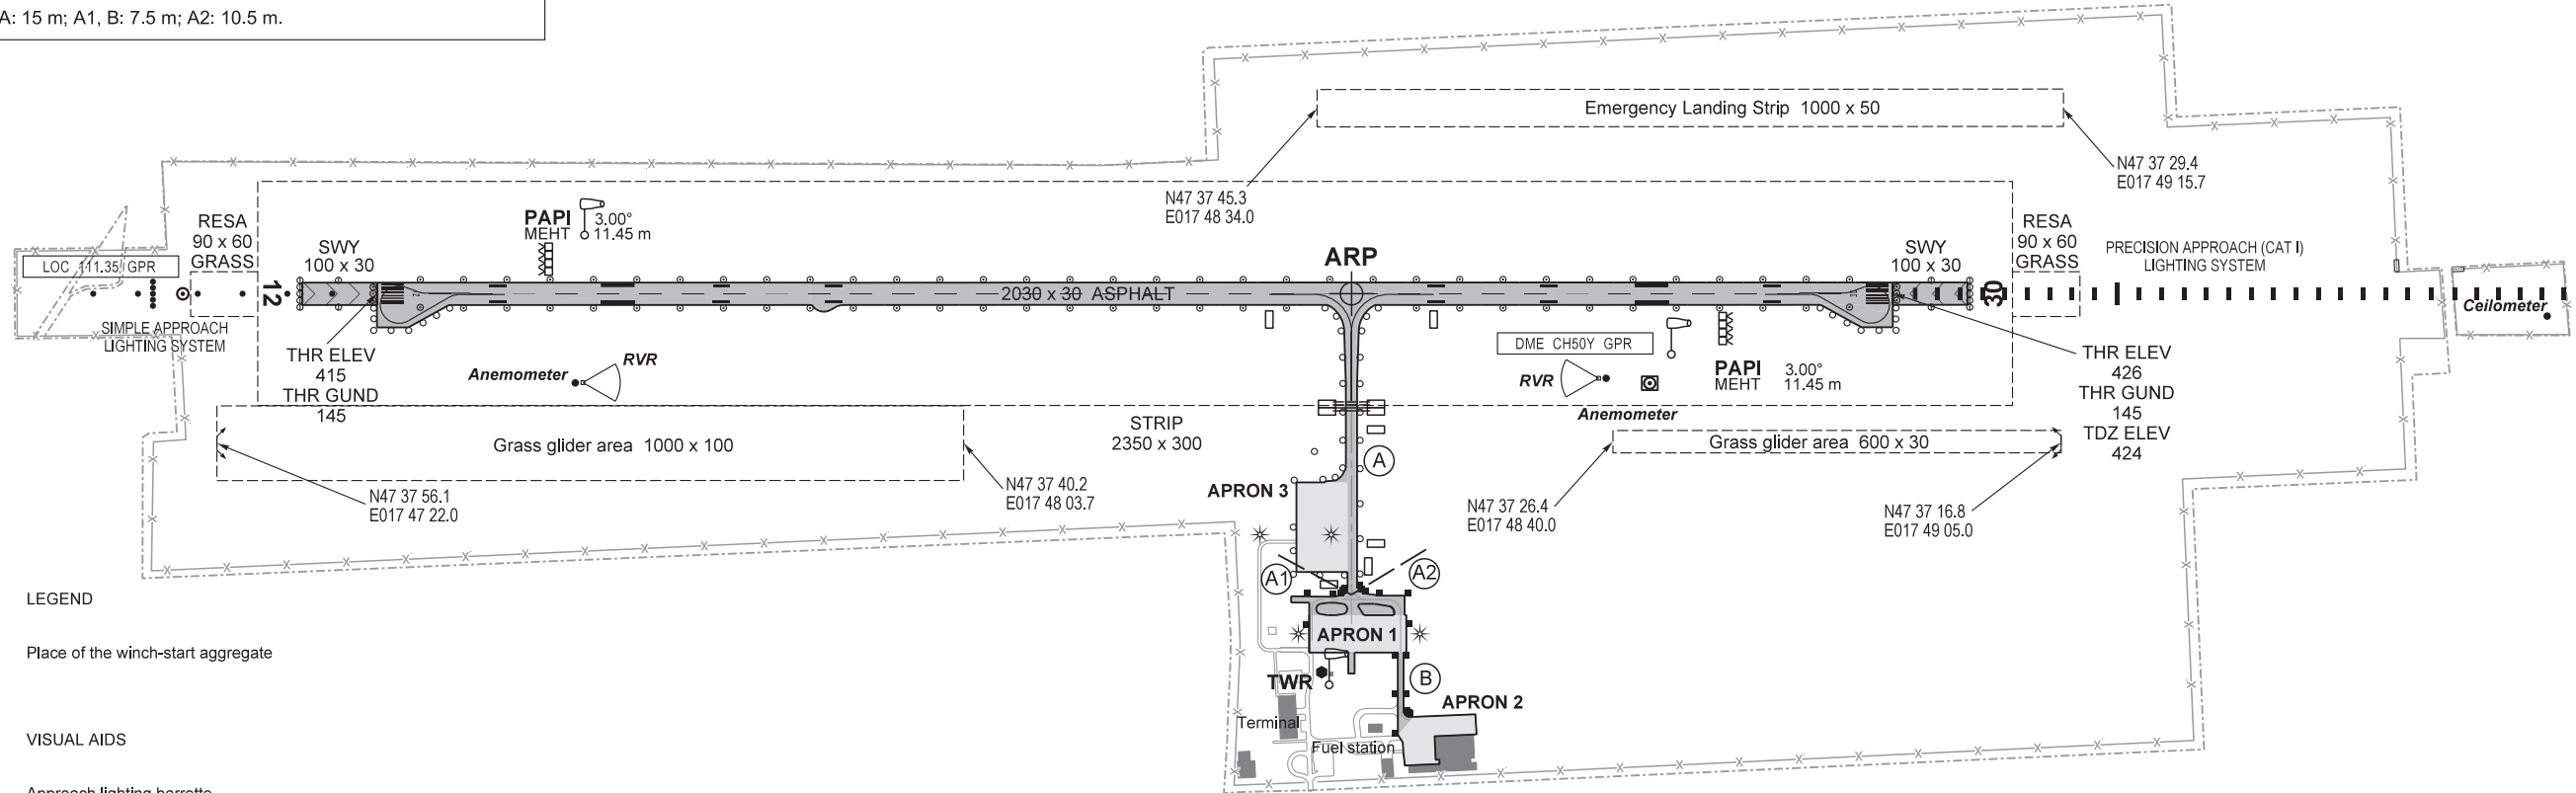 A: 15 m; A1, B: 7.5 m; A2: 10.5 m.
Emergency Landing Strip 1000 x 50
N47 37 29.4
E017 49 15.7
N47 37 45.3
E017 48 34.0
RESA
90 x 60
GRASS
SWY
100 x 30
PAPI
MEHT
3.00°
11.45 m
ARP
SWY
100 x 30
RESA
90 x 60
GRASS
PRECISION APPROACH (CAT I)
LIGHTING SYSTEM
LOC 111.35 GPR
12
2030 x 30 ASPHALT
30
Ceilometer
SIMPLE APPROACH
LIGHTING SYSTEM
THR ELEV
415
THR GUND
145
Anemometer
RVR
DME CH50Y GPR
RVR
PAPI
MEHT
3.00°
11.45 m
Anemometer
THR ELEV
426
THR GUND
145
TDZ ELEV
424
Grass glider area 1000 x 100
STRIP
2350 x 300
Grass glider area 600 x 30
A
N47 37 56.1
E017 47 22.0
N47 37 40.2
E017 48 03.7
APRON 3
N47 37 26.4
E017 48 40.0
N47 37 16.8
E017 49 05.0
A1
A2
LEGEND
APRON 1
Place of the winch-start aggregate
TWR
B
APRON 2
Terminal
Fuel station
VISUAL AIDS
Approach lighting barrette